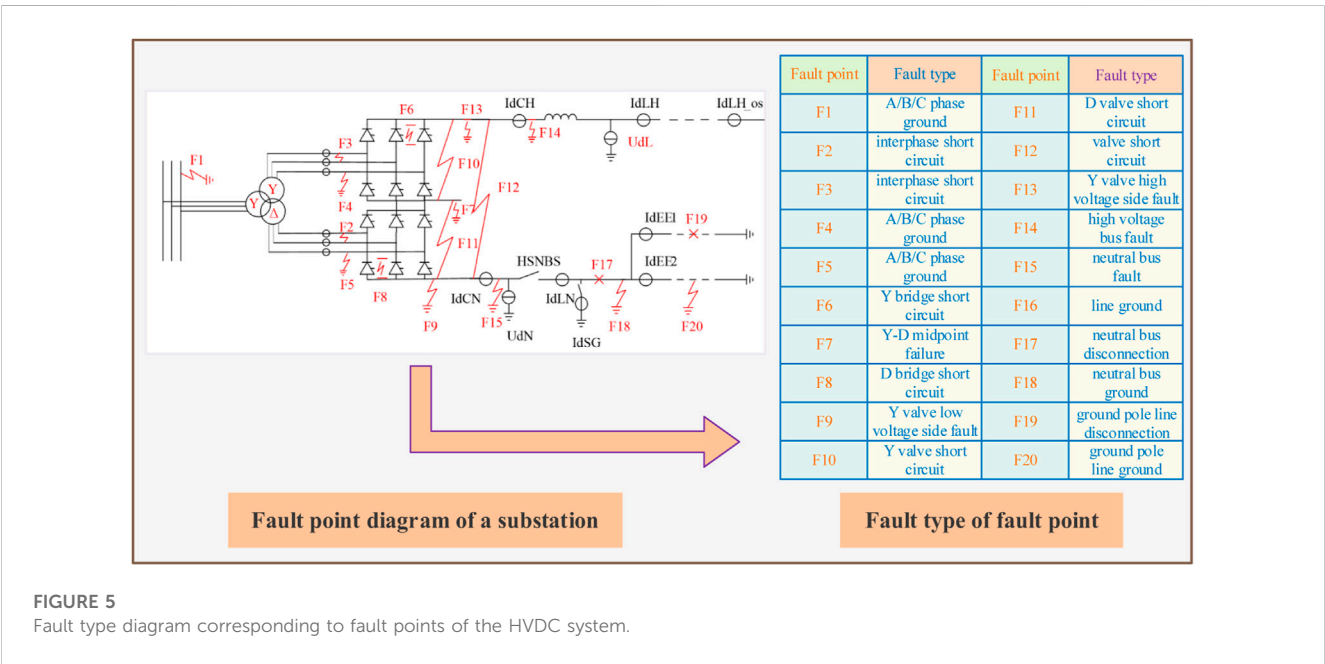 F1
F3
F4
F2
F5
Y
Y
Δ
F6
F13
IdCH
F14
IdLH
IdLH_os
UdL
F10
F12
F7
F11
F8
F9
IdCN
F15
UdN
HSNBS
IdLN
IdSG
F17
F18
IdEE1
F19
IdEE2
F20
Fault point diagram of a substation
Fault point Fault type Fault point Fault type
F1 A/B/C phase ground F11 D valve short circuit
F2 interphase short circuit F12 valve short circuit
F3 interphase short circuit F13 Y valve high voltage side fault
F4 A/B/C phase ground F14 high voltage bus fault
F5 A/B/C phase ground F15 neutral bus fault
F6 Y bridge short circuit F16 line ground
F7 Y-D midpoint failure F17 neutral bus disconnection
F8 D bridge short circuit F18 neutral bus ground
F9 Y valve low voltage side fault F19 ground pole line disconnection
F10 Y valve short circuit F20 ground pole line ground
Fault type of fault point
FIGURE 5
Fault type diagram corresponding to fault points of the HVDC system.